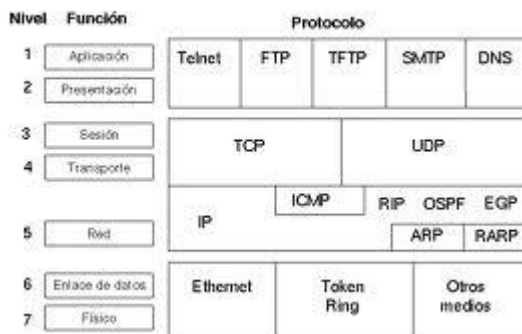 Nivel Función Protocolo
1 Aplicación Telnet FTP TFTP SMTP DNS
2 Presentación
3 Sesión TCP UDP
4 Transporte
ICMP RIP OSPF EGP
IP
5 Red ARP RARP
6 Enlace de datos Ethernet Token Ring Otros medios
7 Físico